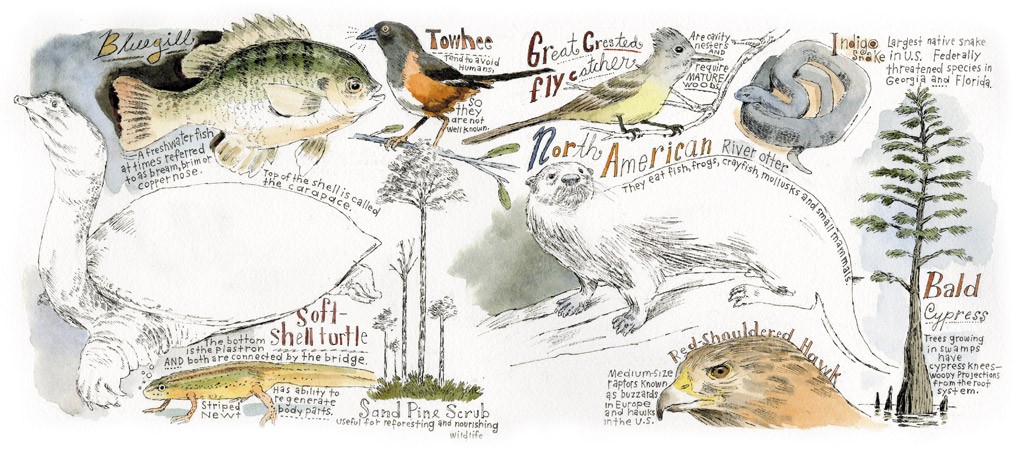 Bluegill
A freshwater fish
at times referred
to as bream, brim or
copper nose.
Towhee
Tend to avoid
Humans,
so
they
are not
well known.
Great Crested
flycatcher
Are cavity
nesters
AND
require
MATURE
WOODS.
Indigo
Snake
Largest native snake
in U.S. Federally
threatened species in
Georgia and Florida.
Top of the shell is called
the carapace.
Soft-
Shell turtle
The bottom
is the plastron
AND both are connected by the bridge.
Striped
Newt
Has ability to
regenerate
body parts.
Sand Pine Scrub
useful for reforesting and nourishing
wildlife
North American River otter
They eat fish, frogs, crayfish, mollusks and small mammals.
Red-Shouldered Hawk
Medium-size
raptors known
as buzzards
in Europe
and hawks
in the U.S.
Bald
Cypress
Trees growing
in swamps
have
cypress knees—
woody projections
from the root
system.